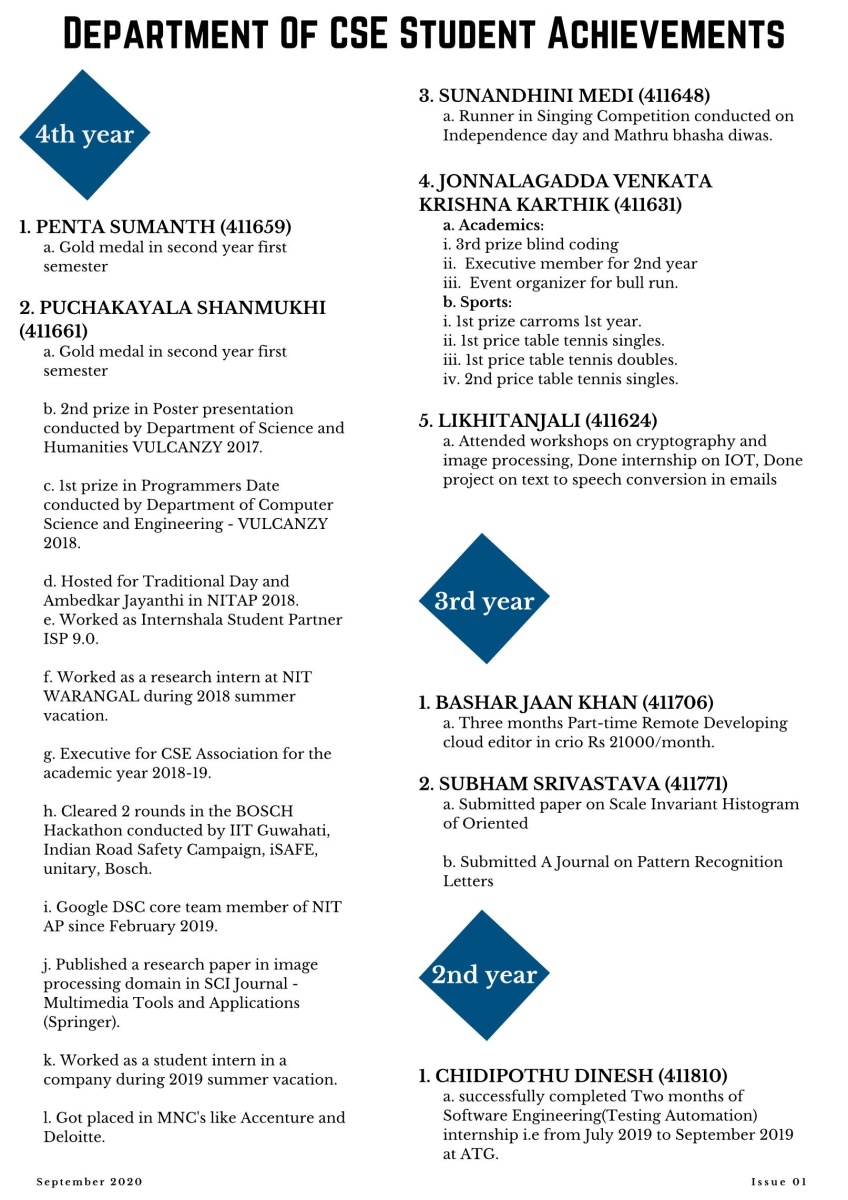 DEPARTMENT OF CSE STUDENT ACHIEVEMENTS
4th year
1. PENTA SUMANTH (411659)
a. Gold medal in second year first
semester
2. PUCHAKAYALA SHANMUKHI
(411661)
a. Gold medal in second year first
semester
b. 2nd prize in Poster presentation
conducted by Department of Science and
Humanities VULCANZY 2017.
c. 1st prize in Programmers Date
conducted by Department of Computer
Science and Engineering - VULCANZY
2018.
d. Hosted for Traditional Day and
Ambedkar Jayanthi in NITAP 2018.
e. Worked as Internshala Student Partner
ISP 9.0.
f. Worked as a research intern at NIT
WARANGAL during 2018 summer
vacation.
g. Executive for CSE Association for the
academic year 2018-19.
h. Cleared 2 rounds in the BOSCH
Hackathon conducted by IIT Guwahati,
Indian Road Safety Campaign, iSAFE,
unitary, Bosch.
i. Google DSC core team member of NIT
AP since February 2019.
j. Published a research paper in image
processing domain in SCI Journal -
Multimedia Tools and Applications
(Springer).
k. Worked as a student intern in a
company during 2019 summer vacation.
l. Got placed in MNC's like Accenture and
Deloitte.
3. SUNANDHINI MEDI (411648)
a. Runner in Singing Competition conducted on
Independence day and Mathru bhasha diwas.
4. JONNALAGADDA VENKATA
KRISHNA KARTHIK (411631)
a. Academics:
i. 3rd prize blind coding
ii. Executive member for 2nd year
iii. Event organizer for bull run.
b. Sports:
i. 1st prize carroms 1st year.
ii. 1st price table tennis singles.
iii. 1st price table tennis doubles.
iv. 2nd price table tennis singles.
5. LIKHITANJALI (411624)
a. Attended workshops on cryptography and
image processing, Done internship on IOT, Done
project on text to speech conversion in emails
3rd year
1. BASHAR JAAN KHAN (411706)
a. Three months Part-time Remote Developing
cloud editor in crio Rs 21000/month.
2. SUBHAM SRIVASTAVA (411771)
a. Submitted paper on Scale Invariant Histogram
of Oriented
b. Submitted A Journal on Pattern Recognition
Letters
2nd year
1. CHIDIPOTHU DINESH (411810)
a. successfully completed Two months of
Software Engineering(Testing Automation)
internship i.e from July 2019 to September 2019
at ATG.
September 2020
Issue 01